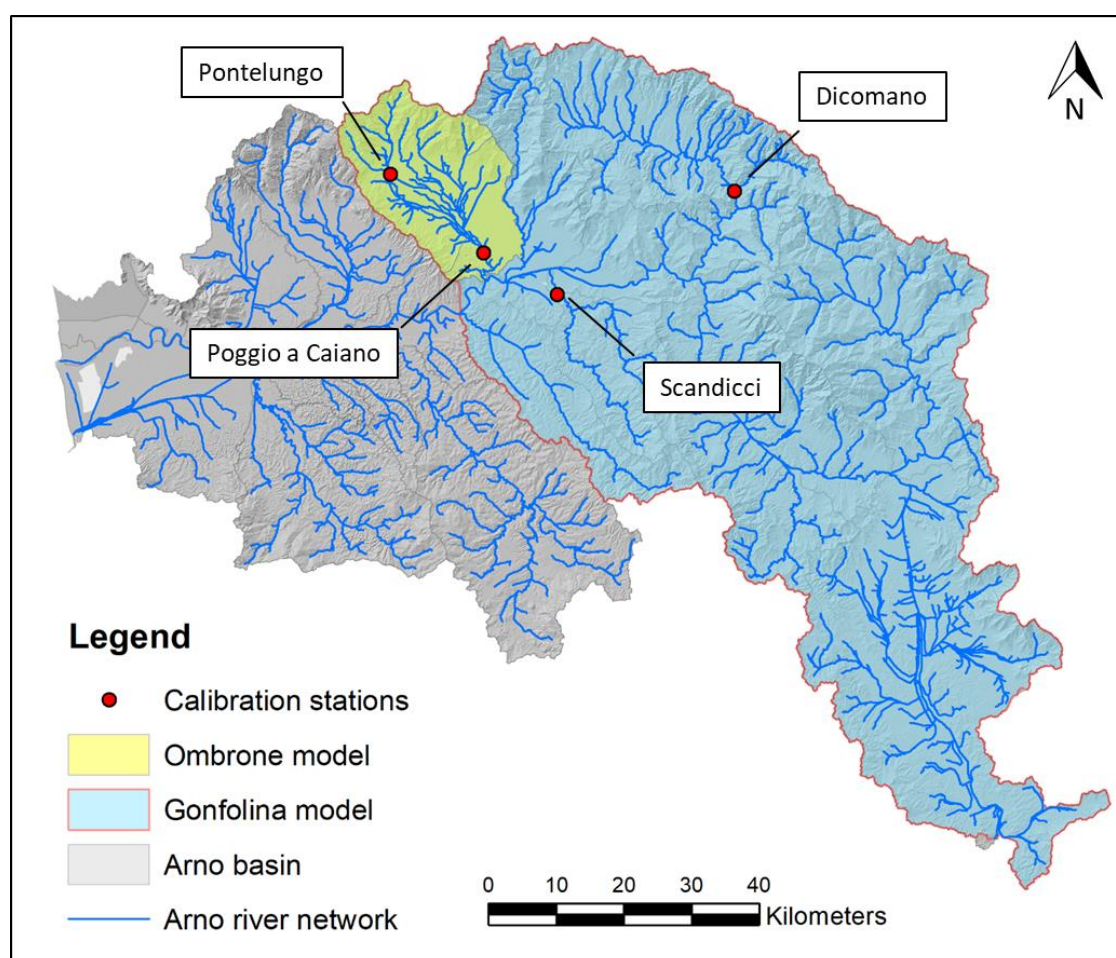 Pontelungo
Dicomano
N
Poggio a Caiano
Scandicci
Legend
Calibration stations
Ombrone model
Gonfolina model
Arno basin
Arno river network
0 10 20 30 40
Kilometers